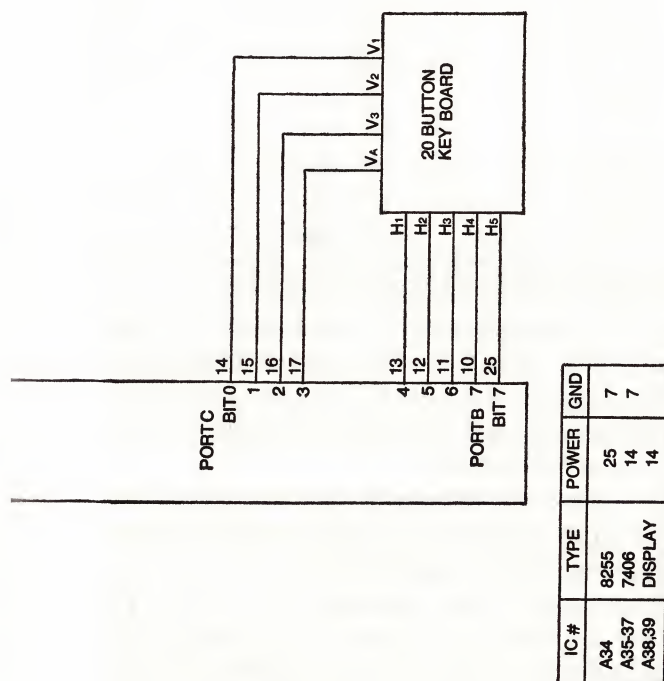 PORT C
BIT 0 14 V1
1 15 V2
2 16 V3
3 17 VA
4 13 H1
5 12 H2
6 11 H3
7 10 H4
PORT B
BIT 7 25 H5
20 BUTTON
KEY BOARD
IC # TYPE POWER GND
A34 8255 25 7
A35-37 7406 14 7
A38,39 DISPLAY 14